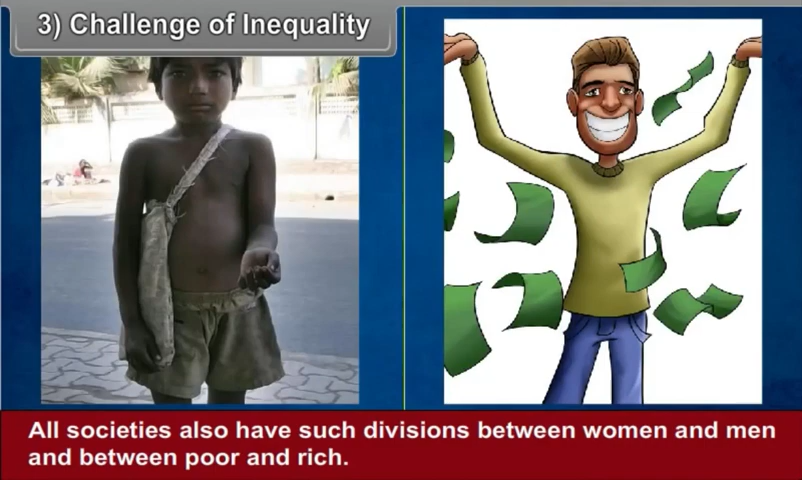 3) Challenge of Inequality
All societies also have such divisions between women and men
and between poor and rich.